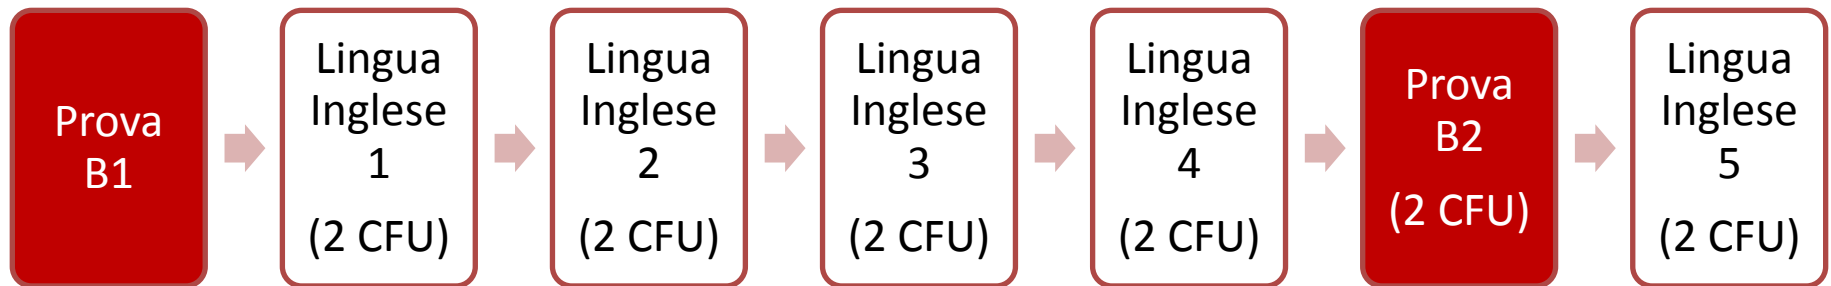 Prova
B1
Lingua
Inglese
1
(2 CFU)
Lingua
Inglese
2
(2 CFU)
Lingua
Inglese
3
(2 CFU)
Lingua
Inglese
4
(2 CFU)
Prova
B2
(2 CFU)
Lingua
Inglese
5
(2 CFU)